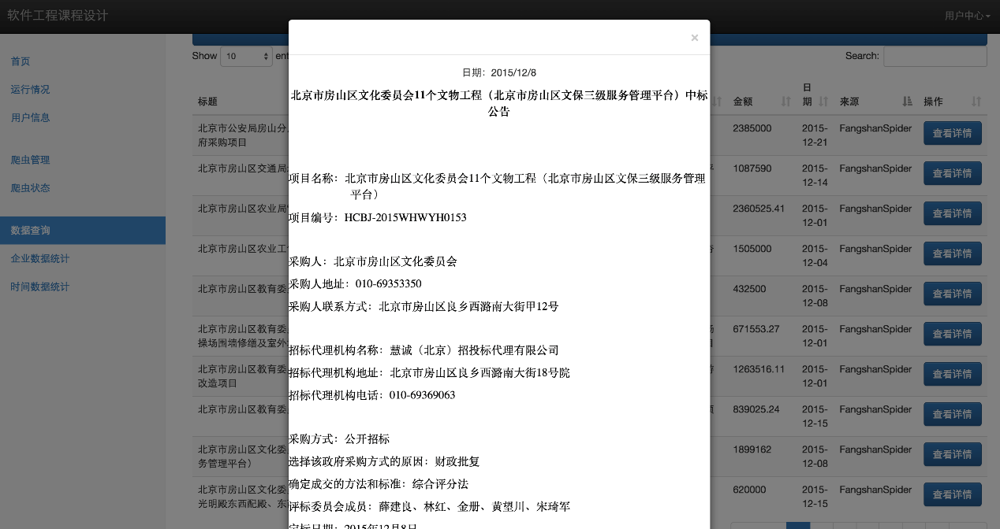 软件工程课程设计
用户中心
首页
运行情况
用户信息
爬虫管理
爬虫状态
数据查询
企业数据统计
时间数据统计
Show 10 ent
Search:
标题
金额
日期
来源
操作
北京市公安局房山分
府采购项目
2385000
2015-
12-21
FangshanSpider
查看详情
北京市房山区交通局
1087590
2015-
12-14
FangshanSpider
查看详情
北京市房山区农业局
2360525.41
2015-
12-01
FangshanSpider
查看详情
北京市房山区农业工
1505000
2015-
12-04
FangshanSpider
查看详情
北京市房山区教育委
432500
2015-
12-08
FangshanSpider
查看详情
北京市房山区教育委
操场围墙修缮及室外
671553.27
2015-
12-01
FangshanSpider
查看详情
北京市房山区教育委
改造项目
1263516.11
2015-
12-01
FangshanSpider
查看详情
北京市房山区教育委
839025.24
2015-
12-15
FangshanSpider
查看详情
北京市房山区文化委
务管理平台）
1899162
2015-
12-08
FangshanSpider
查看详情
北京市房山区文化委
光明殿东西配殿、东
620000
2015-
12-15
FangshanSpider
查看详情
×
日期：2015/12/8
北京市房山区文化委员会11个文物工程（北京市房山区文保三级服务管理平台）中标
公告
项目名称：北京市房山区文化委员会11个文物工程（北京市房山区文保三级服务管理
平台）
项目编号：HCBJ-2015WHWYH0153
采购人：北京市房山区文化委员会
采购人地址：010-69353350
采购人联系方式：北京市房山区良乡西潞南大街甲12号
招标代理机构名称：慧诚（北京）招投标代理有限公司
招标代理机构地址：北京市房山区良乡西潞南大街18号院
招标代理机构电话：010-69369063
采购方式：公开招标
选择该政府采购方式的原因：财政批复
确定成交的方法和标准：综合评分法
评标委员会成员：薛建良、林红、金册、黄望川、宋琦军
定标日期：2015年12月8日